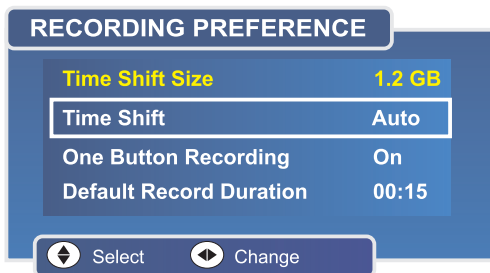 RECORDING PREFERENCE
Time Shift Size 1.2 GB
Time Shift Auto
One Button Recording On
Default Record Duration 00:15
Select Change